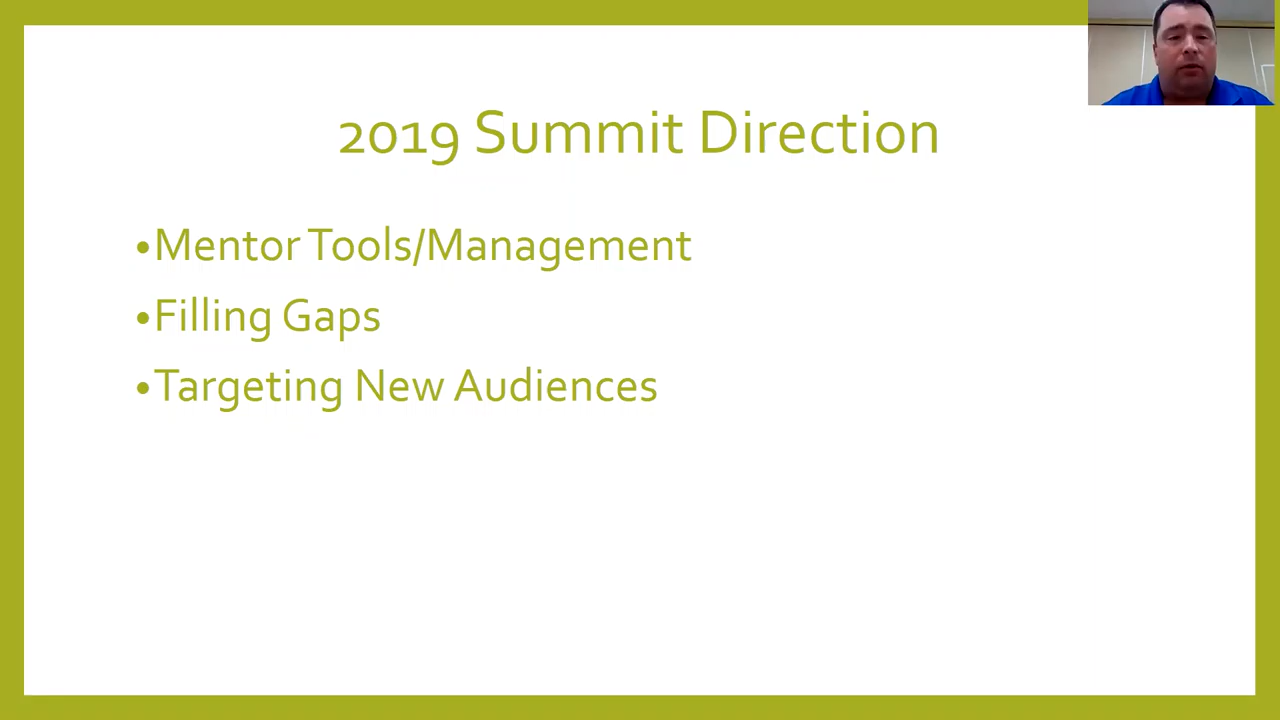 2019 Summit Direction
•Mentor Tools/Management
•Filling Gaps
•Targeting New Audiences